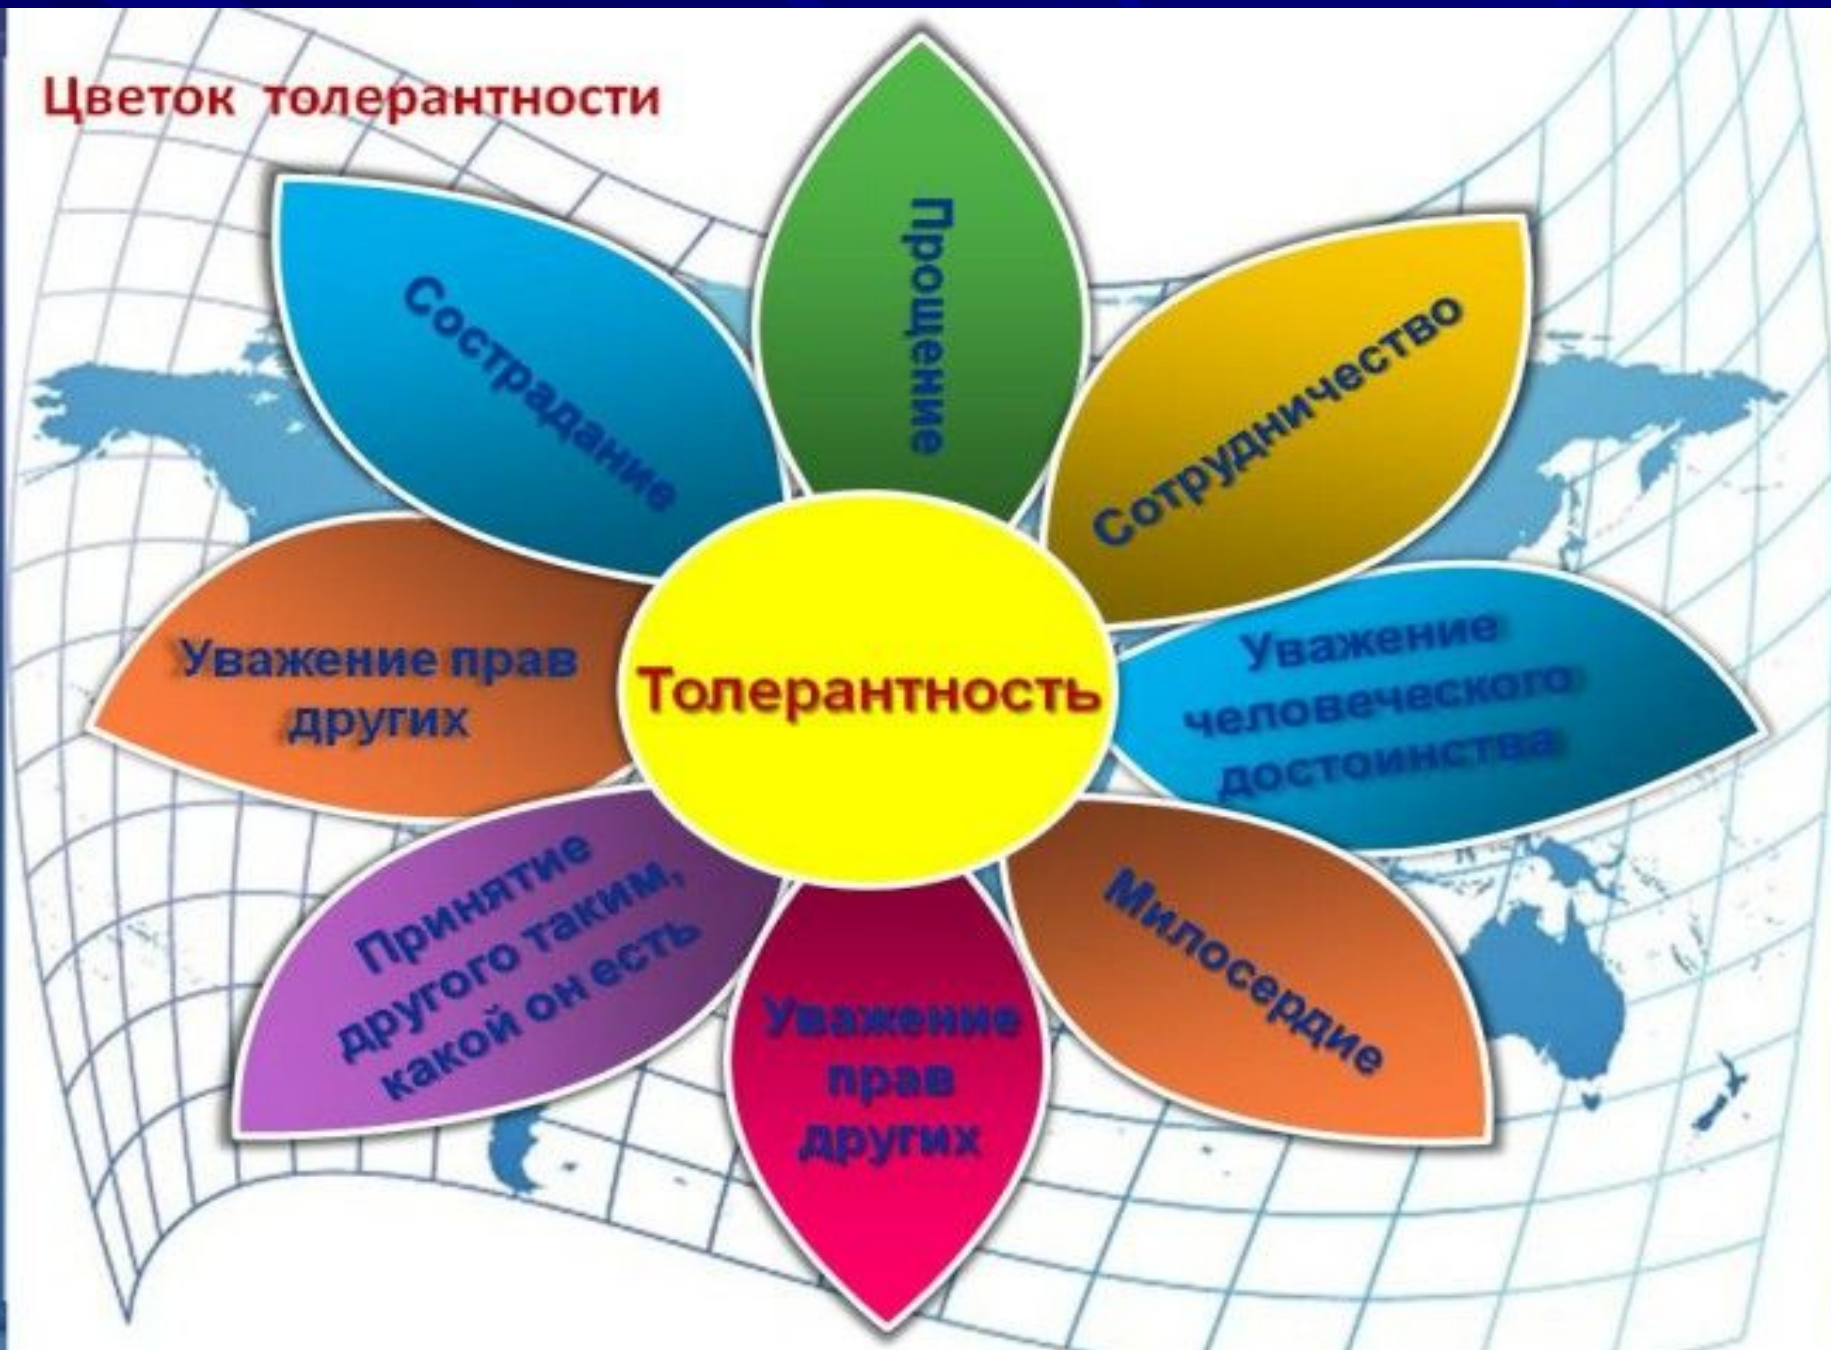 Цветок толерантности
Прощение
Сотрудничество
Уважение
человеческого
достоинства
Милосердие
Уважение
прав
других
Принятие
другого таким,
какой он есть
Уважение прав
других
Сострадание
Толерантность